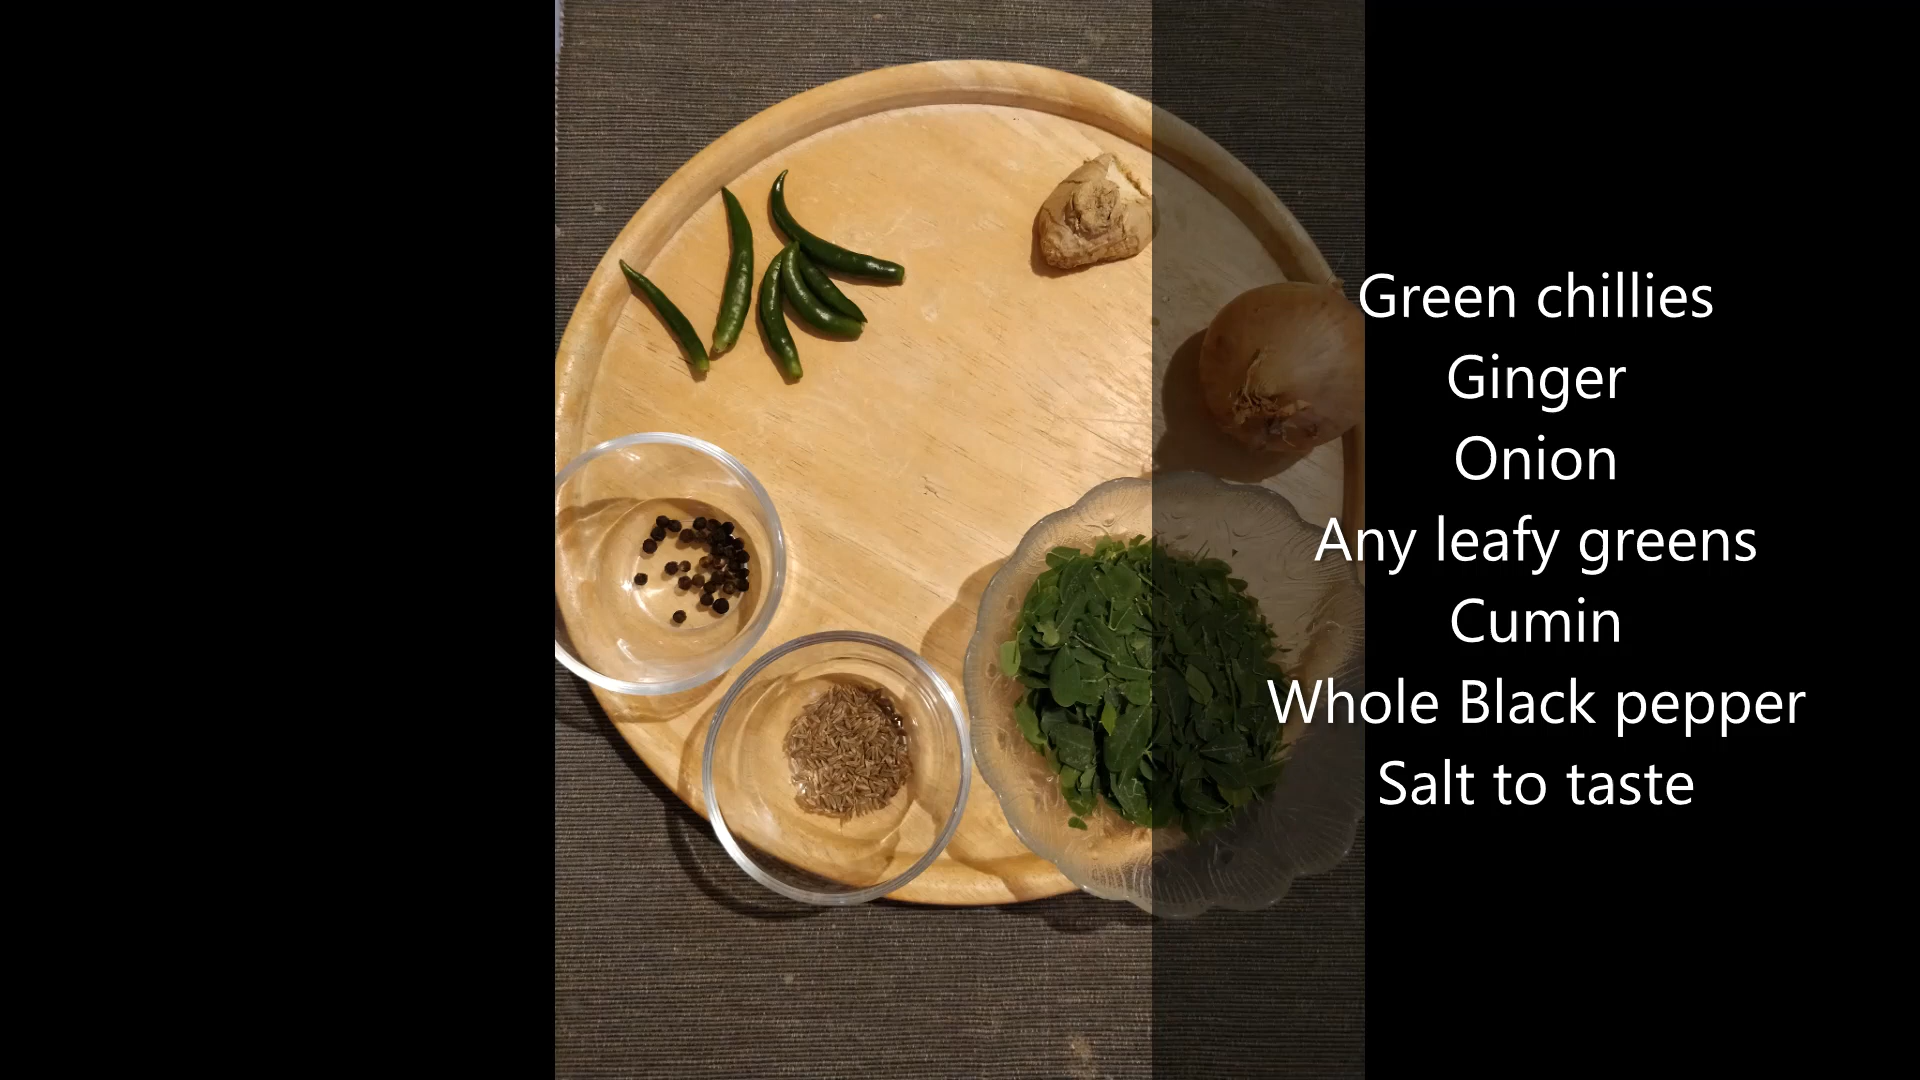 Green chillies
Ginger
Onion
Any leafy greens
Cumin
Whole Black pepper
Salt to taste